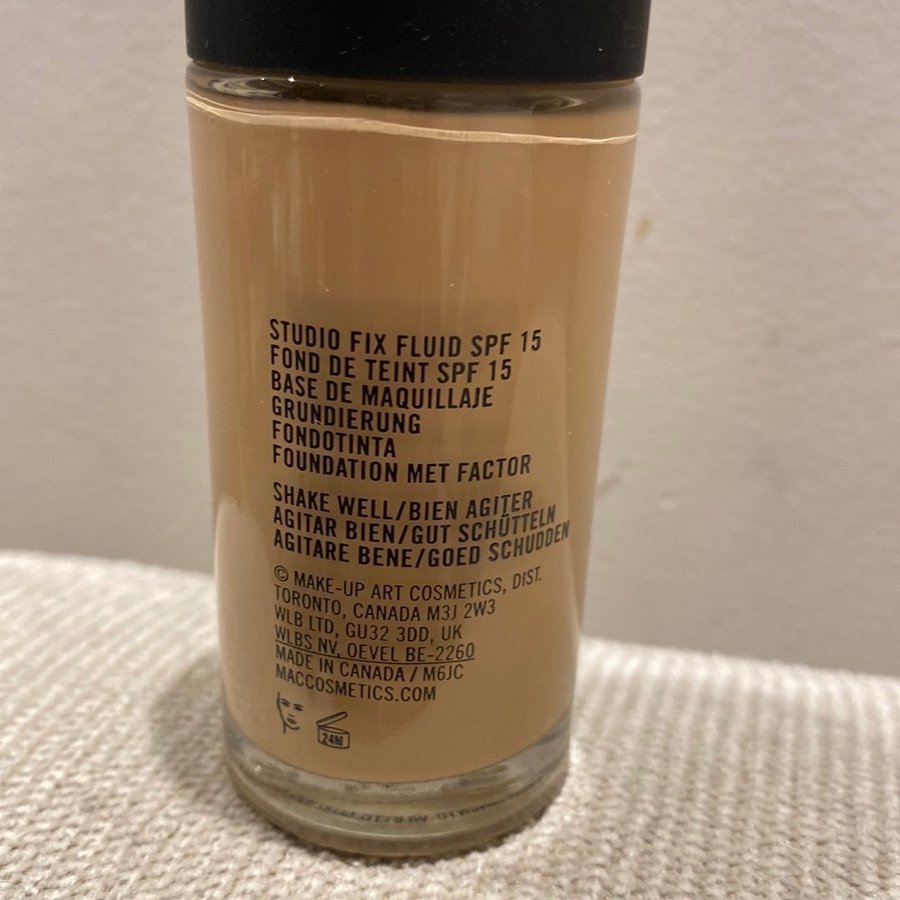 STUDIO FIX FLUID SPF 15
FOND DE TEINT SPF 15
BASE DE MAQUILLAJE
GRUNDIERUNG
FONDOTINTA
FOUNDATION MET FACTOR
SHAKE WELL/BIEN AGITER
AGITAR BIEN/GUT SCHÜTTELN
AGITARE BENE/GOED SCHUDDEN
© MAKE-UP ART COSMETICS, DIST.
TORONTO, CANADA M3J 2W3
WLB LTD, GU32 3DD, UK
WLBS NV, OEVEL BE-2260
MADE IN CANADA / M6JC
MACCOSMETICS.COM
24M